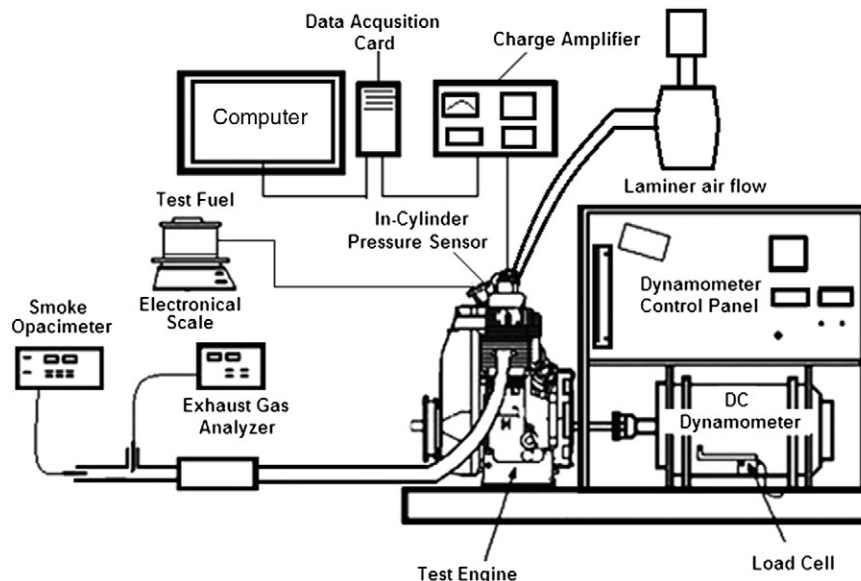 Data Acqusition
Card
Charge Amplifier
Computer
Laminer air flow
Test Fuel
In-Cylinder
Pressure Sensor
Electronical
Scale
Smoke
Opacimeter
Exhaust Gas
Analyzer
Dynamometer
Control Panel
DC
Dynamometer
Test Engine
Load Cell